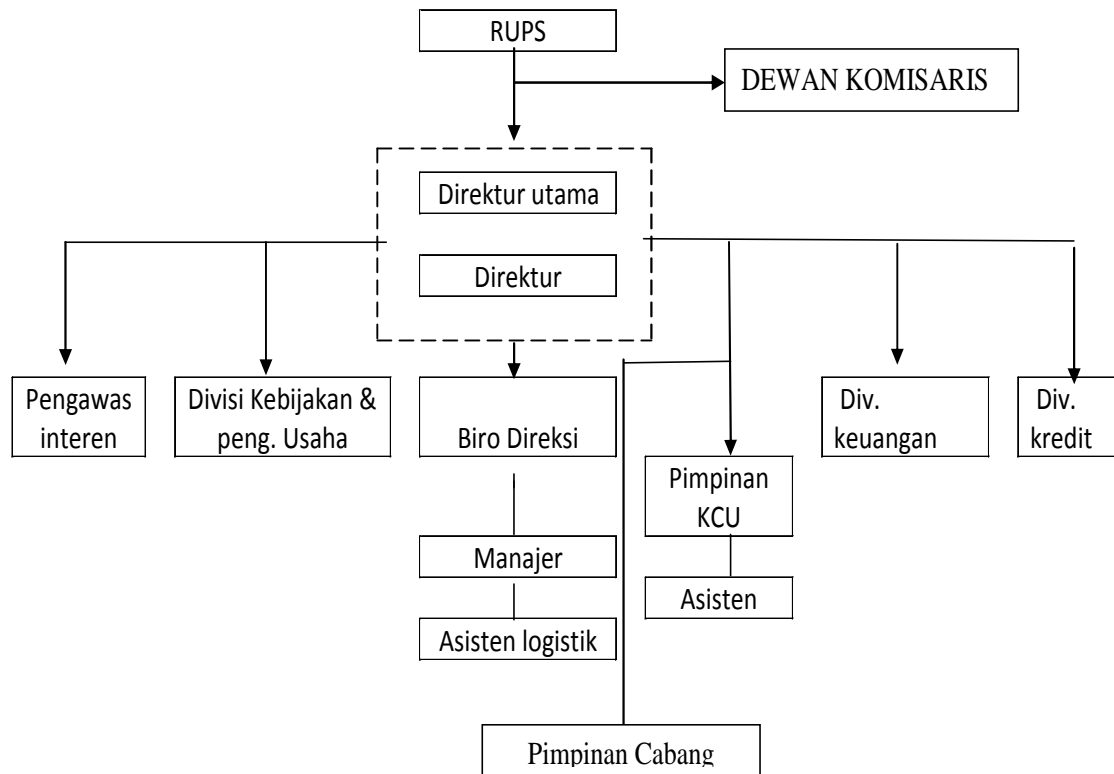 RUPS
DEWAN KOMISARIS
Direktur utama
Direktur
Pengawas
interen
Divisi Kebijakan &
peng. Usaha
Biro Direksi
Div.
keuangan
Div.
kredit
Pimpinan
KCU
Manajer
Asisten
Asisten logistik
Pimpinan Cabang